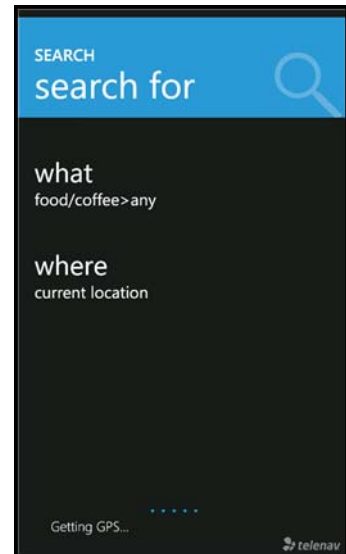 SEARCH
search for
what
food/coffee>any
where
current location
Getting GPS...
telenav